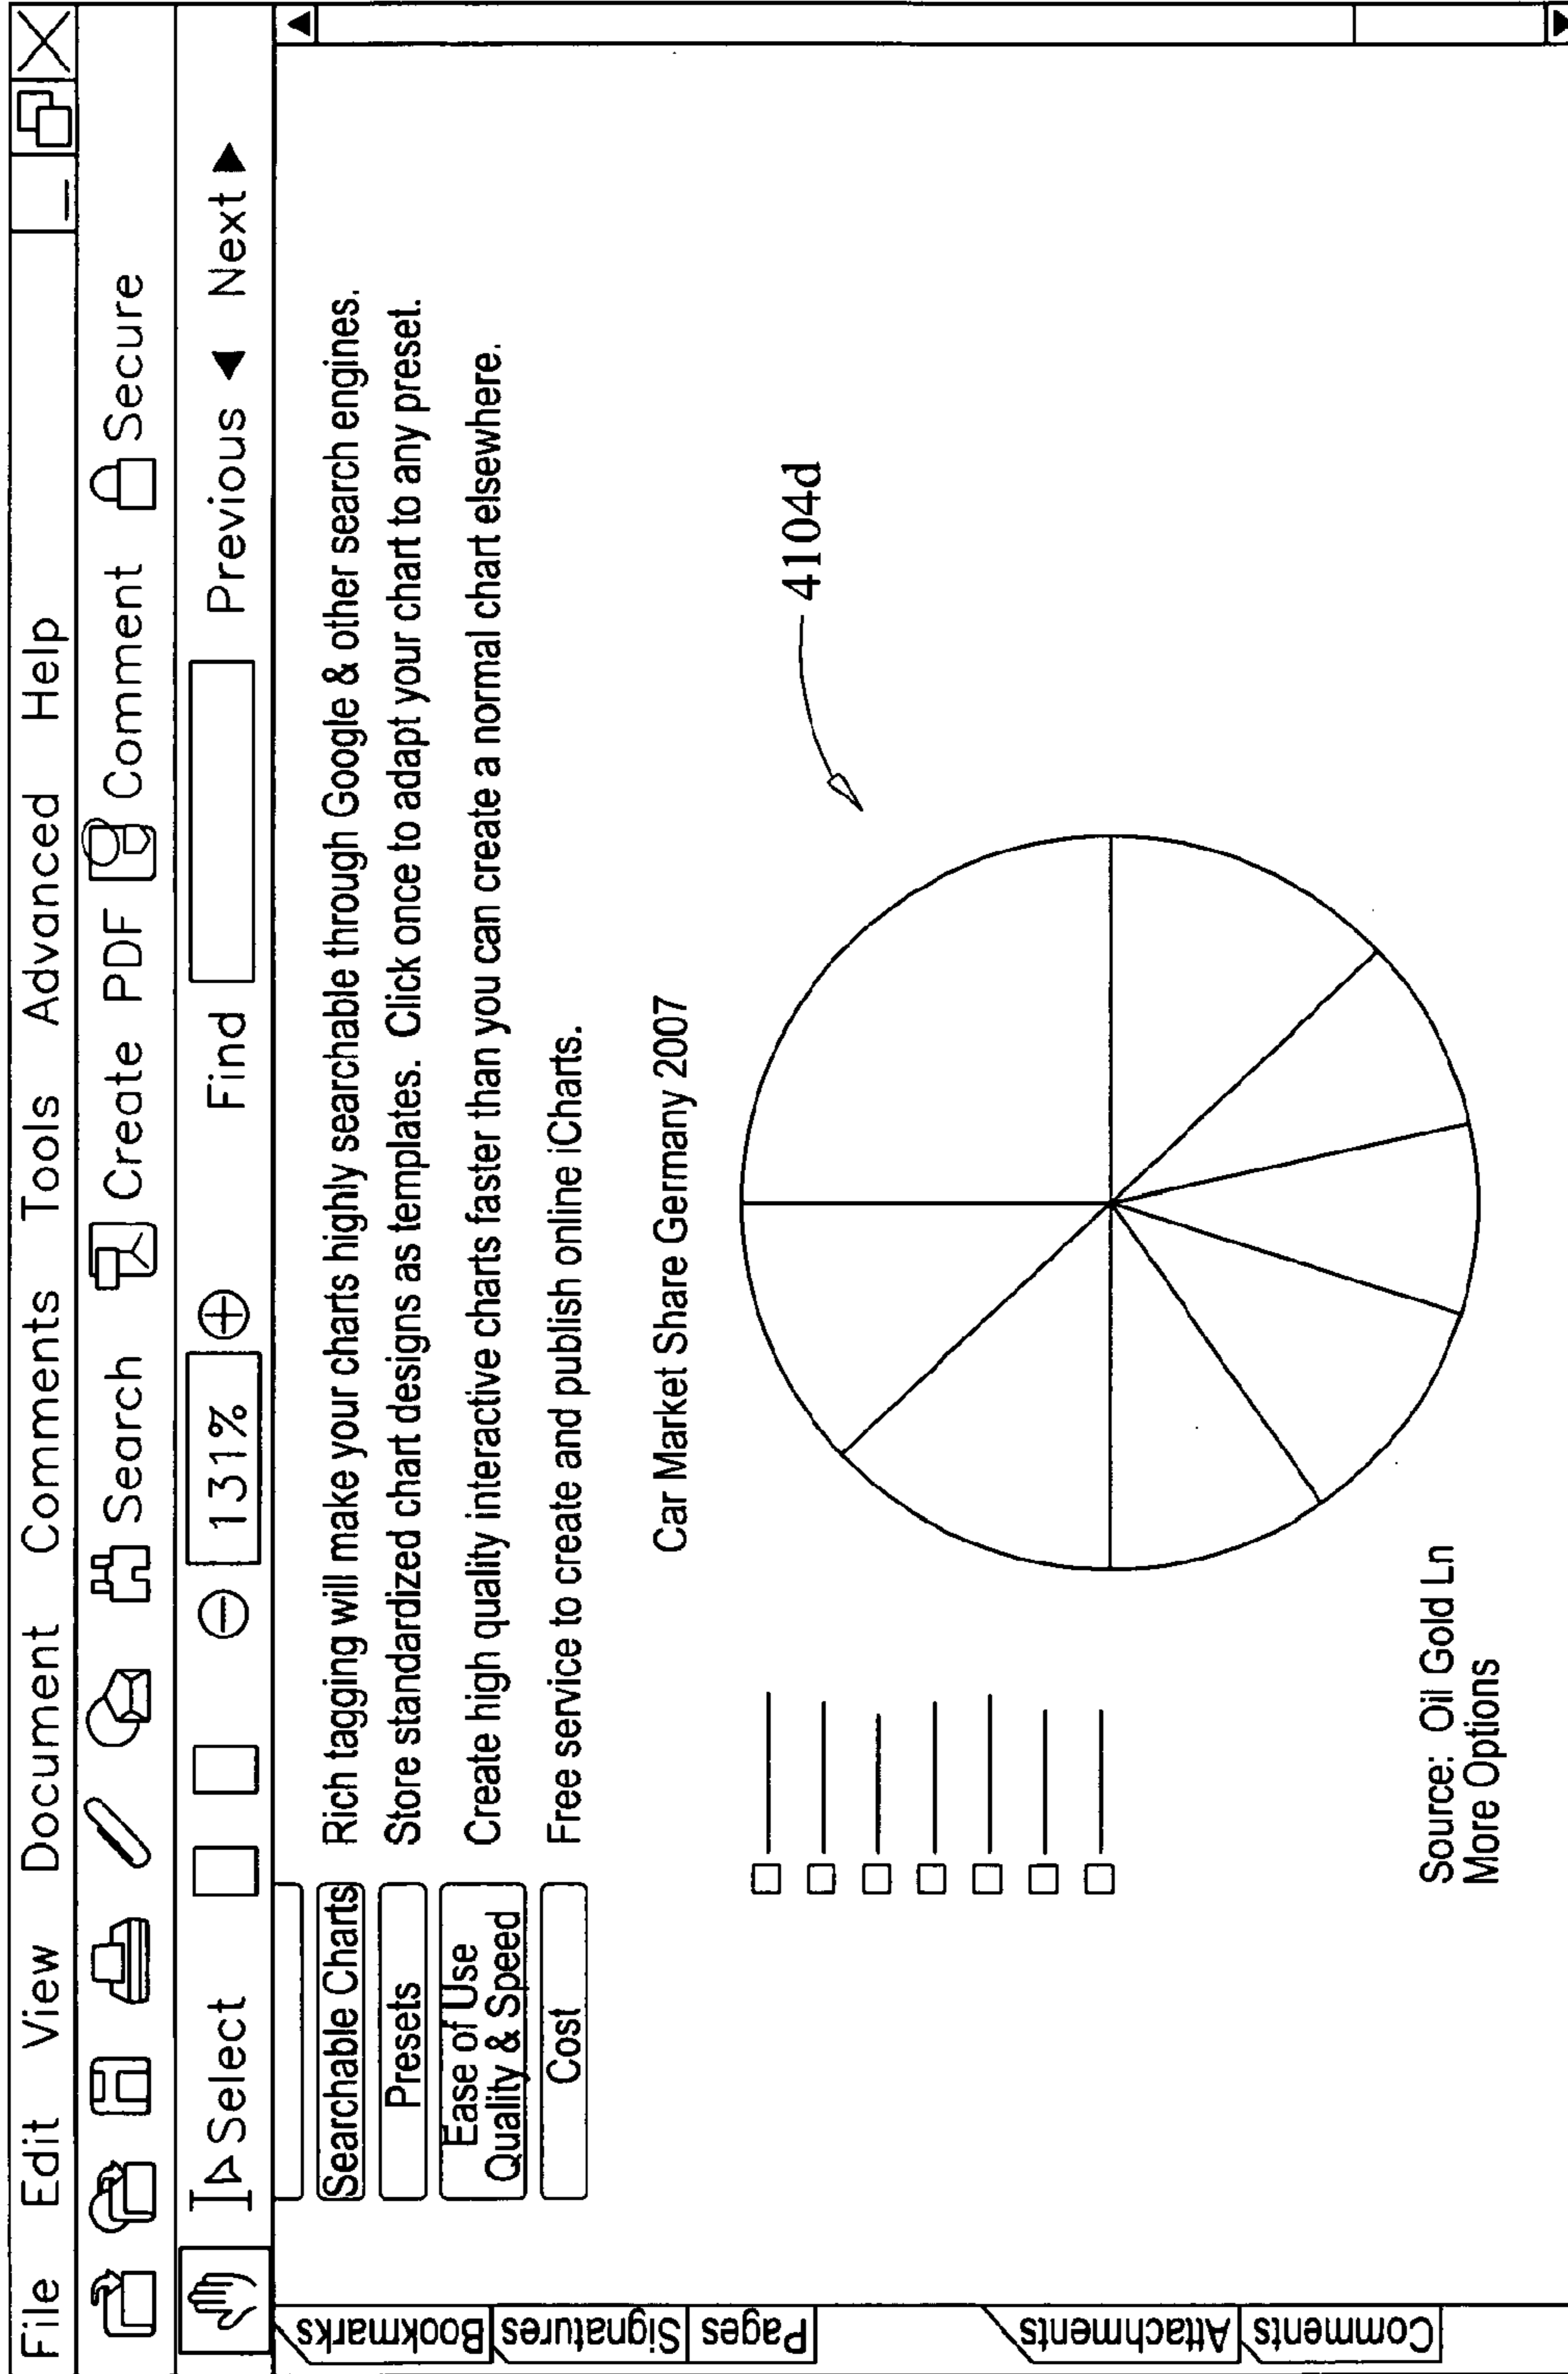 File Edit View Document Comments Tools Advanced Help
Search Create PDF Comment Secure
Select 131% Find Previous Next
Searchable Charts Rich tagging will make your charts highly searchable through Google & other search engines.
Presets Store standardized chart designs as templates. Click once to adapt your chart to any preset.
Ease of Use
Quality & Speed Create high quality interactive charts faster than you can create a normal chart elsewhere.
Cost Free service to create and publish online iCharts.
Car Market Share Germany 2007
4104d
Source: Oil Gold Ln
More Options
Bookmarks
Signatures
Pages
Attachments
Comments